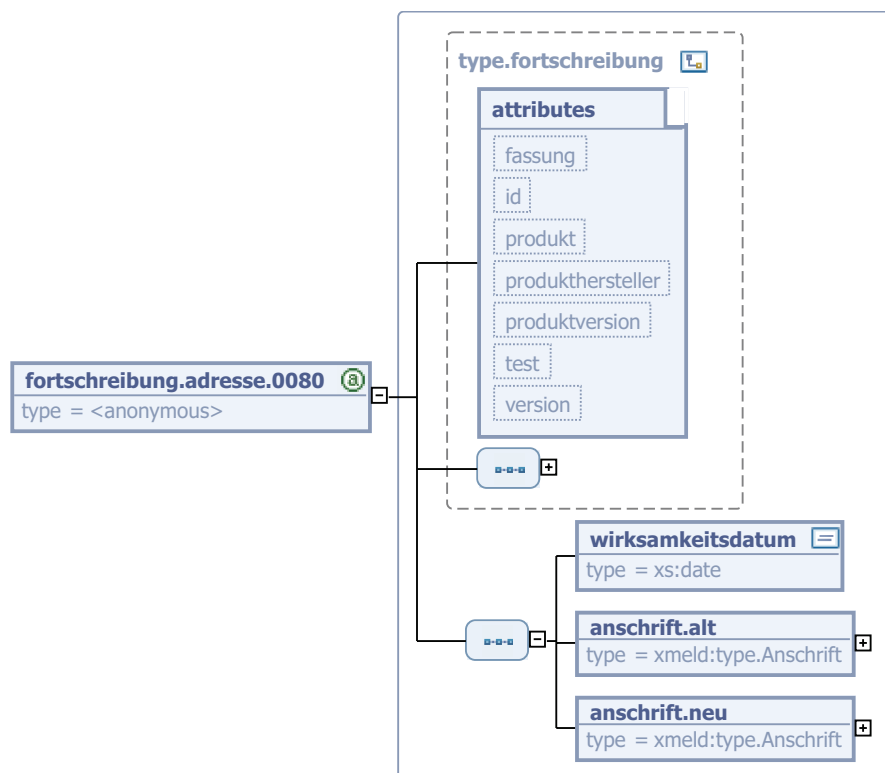 type.fortschreibung
attributes
fassung
id
produkt
produkthersteller
produktversion
test
version
fortschreibung.adresse.0080 a
type = <anonymous>
wirksamkeitsdatum
type = xs:date
anschrift.alt
type = xmeld:type.Anschrift
anschrift.neu
type = xmeld:type.Anschrift